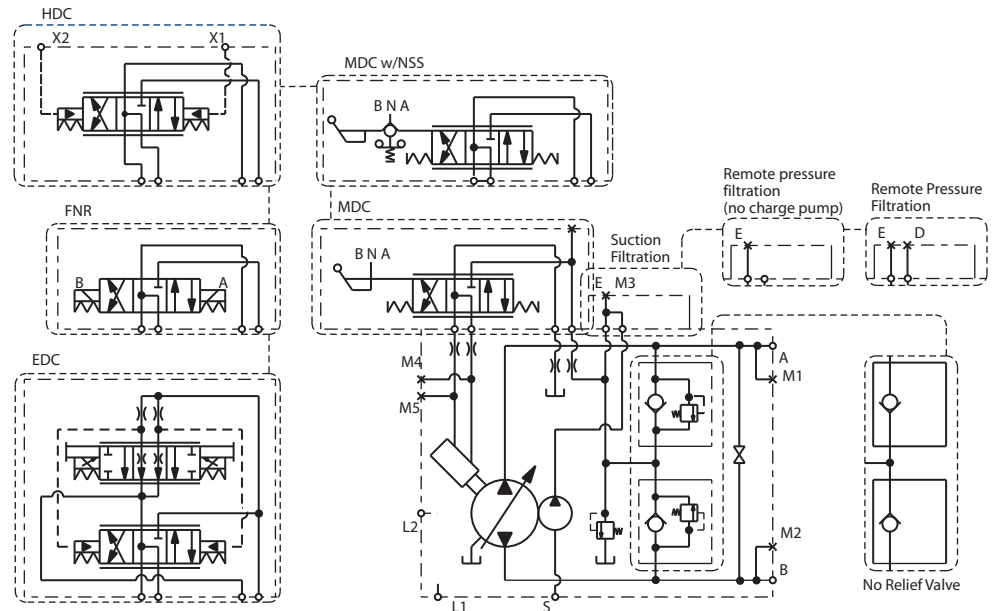 HDC
X2
X1
MDC w/NSS
B N A
FNR
B
A
MDC
B N A
Suction
Filtration
E M3
Remote pressure
filtration
(no charge pump)
E
Remote Pressure
Filtration
E D
EDC
M4
M5
A
M1
L2
M2
B
L1
S
No Relief Valve